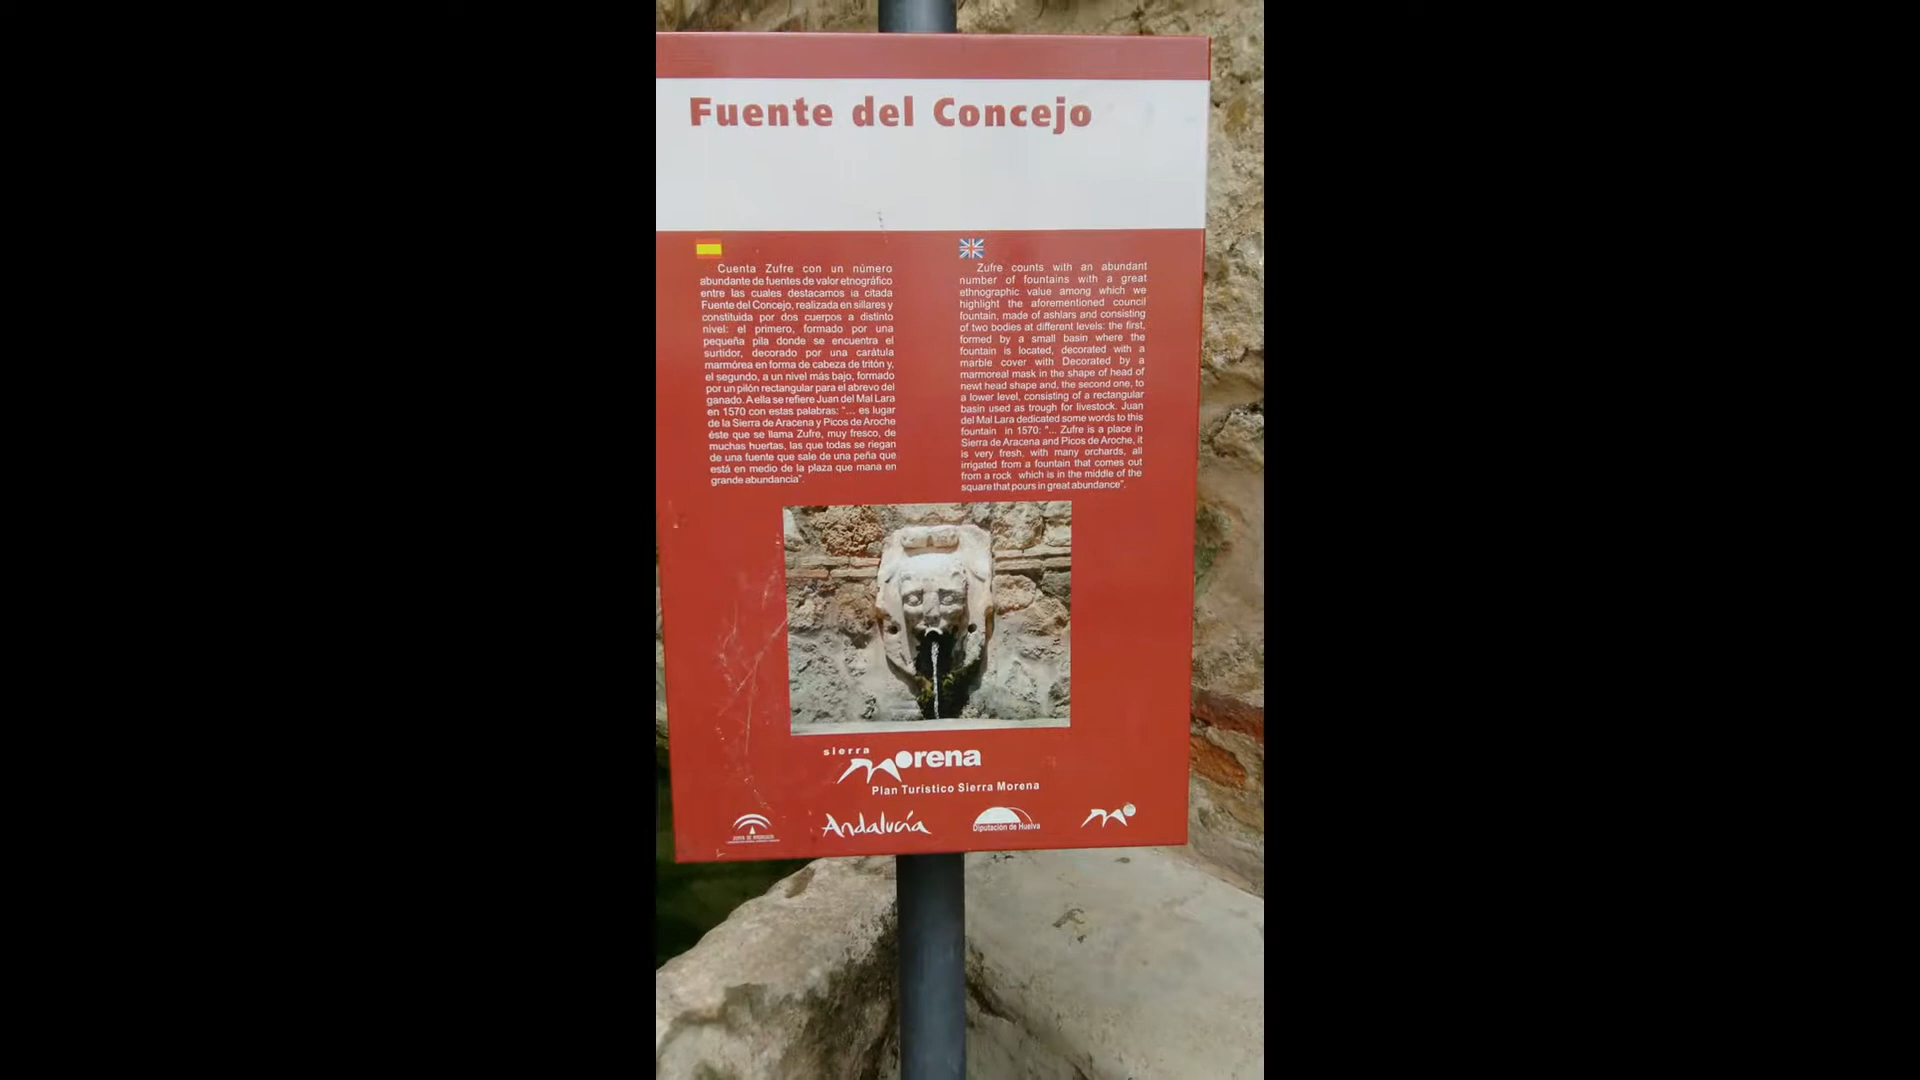 Fuente del Concejo
Cuenta Zufre con un número
abundante de fuentes de valor etnográfico
entre las cuales destacamos la citada
Fuente del Concejo, realizada en sillares y
constituida por dos cuerpos a distinto
nivel: el primero, formado por una
pequeña pila donde se encuentra el
surtidor, decorado por una carátula
marmórea en forma de cabeza de tritón y,
el segundo, a un nivel más bajo, formado
por un pilón rectangular para el abrevo del
ganado. A ella se refiere Juan del Mal Lara
en 1570 con estas palabras: "... es lugar
de la Sierra de Aracena y Picos de Aroche
éste que se llama Zufre, muy fresco, de
muchas huertas, las que todas se riegan
de una fuente que sale de una peña que
está en medio de la plaza que mana en
grande abundancia".
Zufre counts with an abundant
number of fountains with a great
ethnographic value among which we
highlight the aforementioned council
fountain, made of ashlars and consisting
of two bodies at different levels: the first,
formed by a small basin where the
fountain is located, decorated with a
marble cover with Decorated by a
marmoreal mask in the shape of head of
newt head shape and, the second one, to
a lower level, consisting of a rectangular
basin used as trough for livestock. Juan
del Mal Lara dedicated some words to this
fountain in 1570: "... Zufre is a place in
Sierra de Aracena and Picos de Aroche, it
is very fresh, with many orchards, all
irrigated from a fountain that comes out
from a rock which is in the middle of the
square that pours in great abundance".
sierra
morena
Plan Turístico Sierra Morena
JUNTA DE ANDALUCIA
Andalucía
Diputación de Huelva